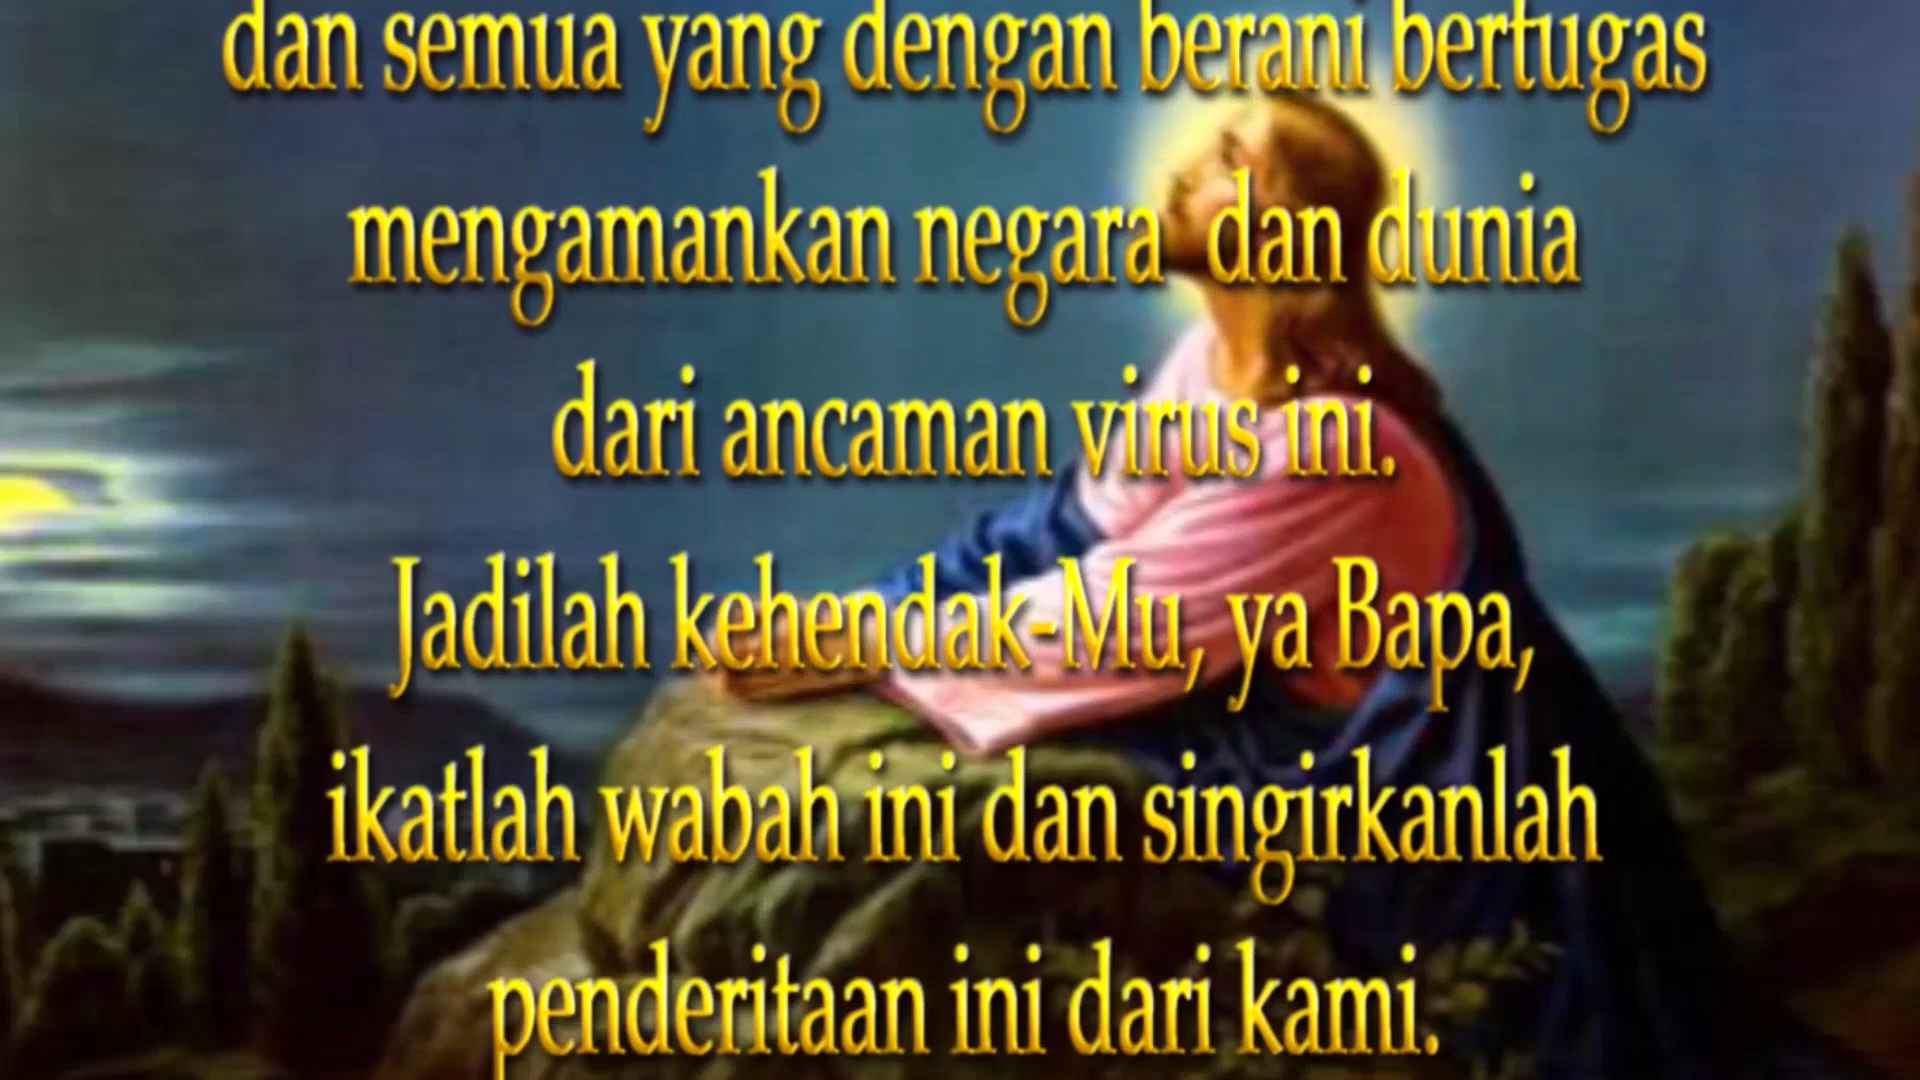 dan semua yang dengan berani bertugas
mengamankan negara dan dunia
dari ancaman virus ini.
Jadilah kehendak-Mu, ya Bapa,
ikatlah wabah ini dan singirkanlah
penderitaan ini dari kami.